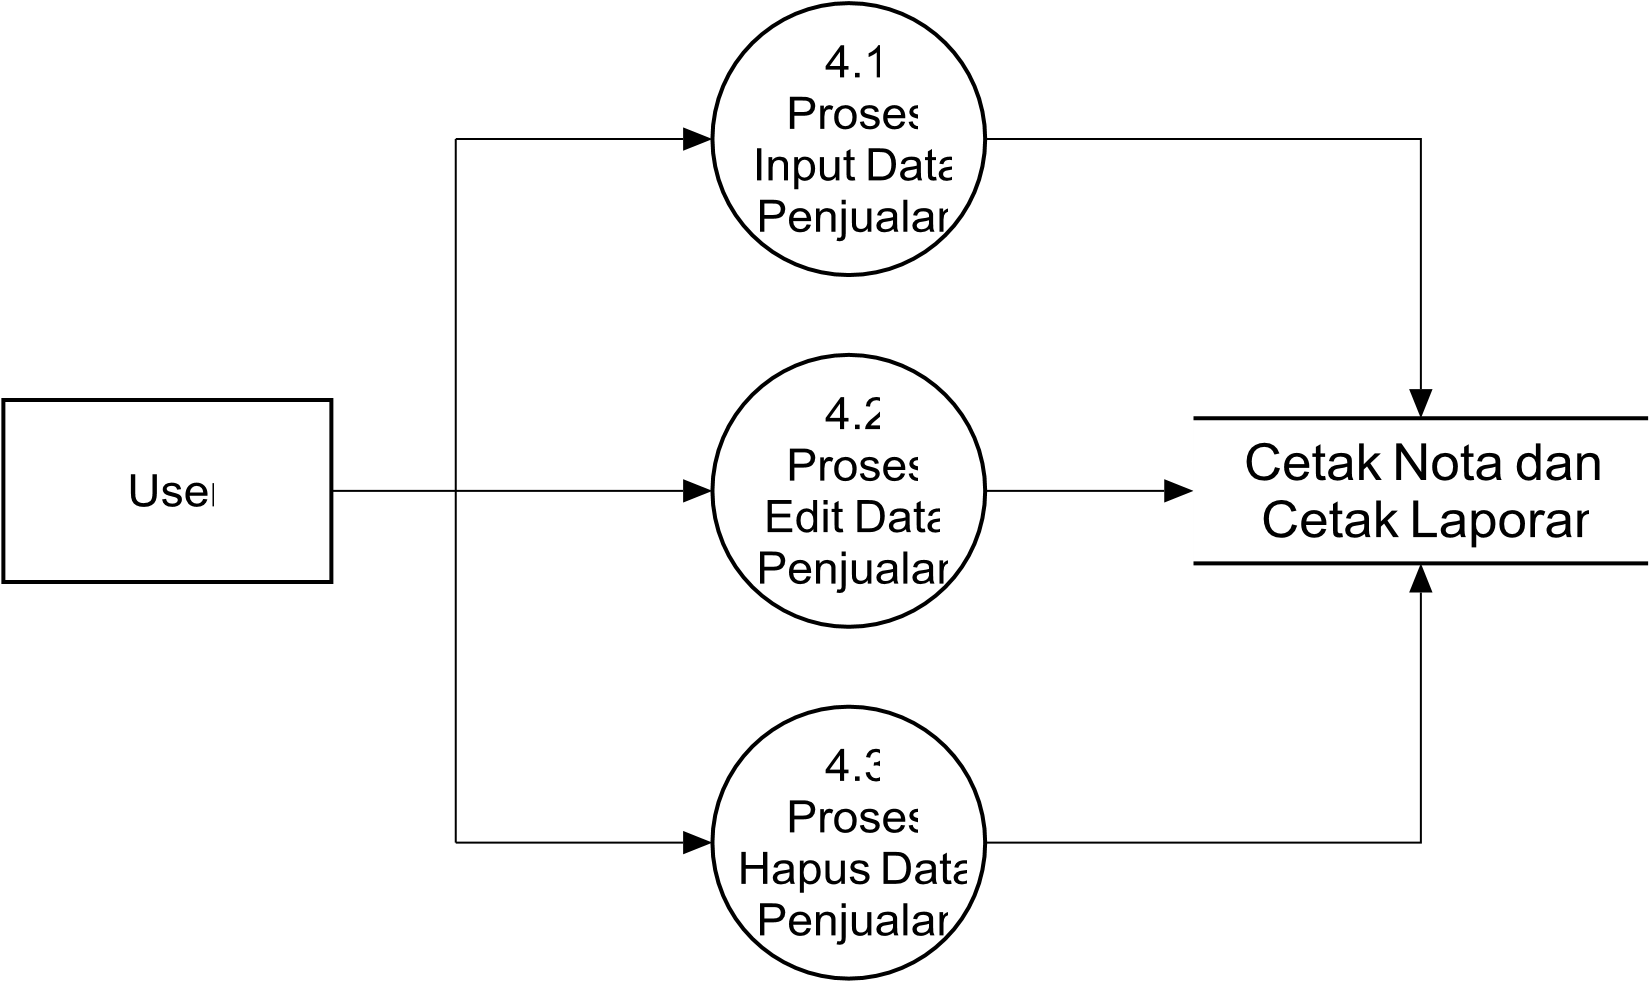 4.1
Proses
Input Data
Penjualan
User
4.2
Proses
Edit Data
Penjualan
Cetak Nota dan
Cetak Laporan
4.3
Proses
Hapus Data
Penjualan